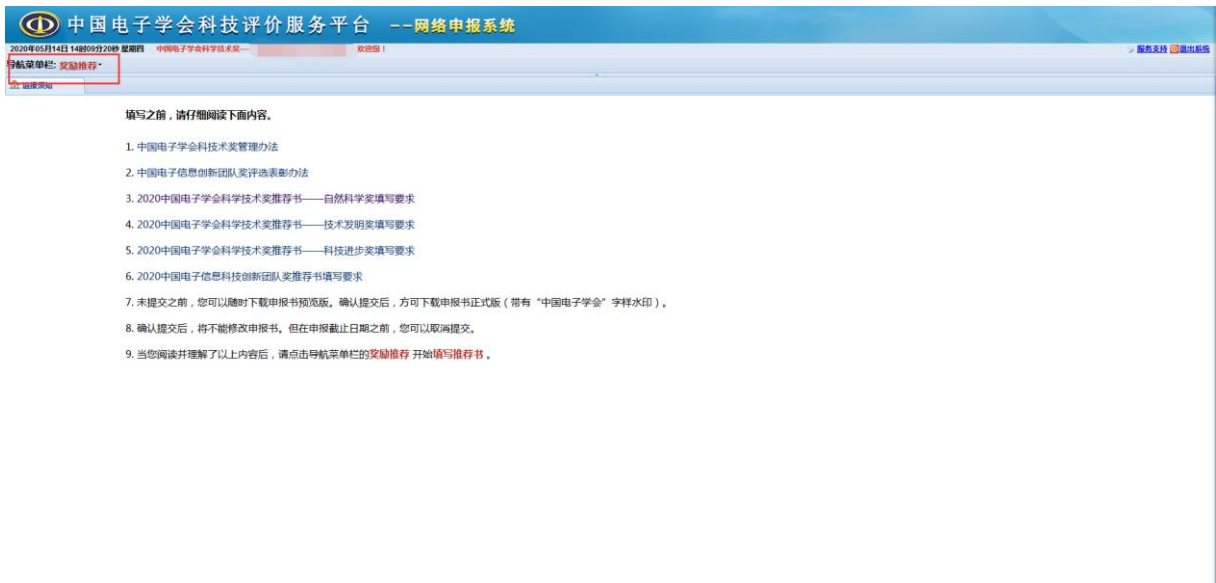 中国电子学会科技评价服务平台 --网络申报系统
2020年05月14日 14时09分20秒 星期四 中国电子学会科学技术奖— 欢迎您！ 服务支持 退出系统
导航菜单栏: 奖励推荐
填报须知
填写之前，请仔细阅读下面内容。
1. 中国电子学会科技术奖管理办法
2. 中国电子信息创新团队奖评选表彰办法
3. 2020中国电子学会科学技术奖推荐书——自然科学奖填写要求
4. 2020中国电子学会科学技术奖推荐书——技术发明奖填写要求
5. 2020中国电子学会科学技术奖推荐书——科技进步奖填写要求
6. 2020中国电子信息科技创新团队奖推荐书填写要求
7. 未提交之前，您可以随时下载申报书预览版。确认提交后，方可下载申报书正式版（带有“中国电子学会”字样水印）。
8. 确认提交后，将不能修改申报书。但在申报截止日期之前，您可以取消提交。
9. 当您阅读并理解了以上内容后，请点击导航菜单栏的奖励推荐 开始填写推荐书 。